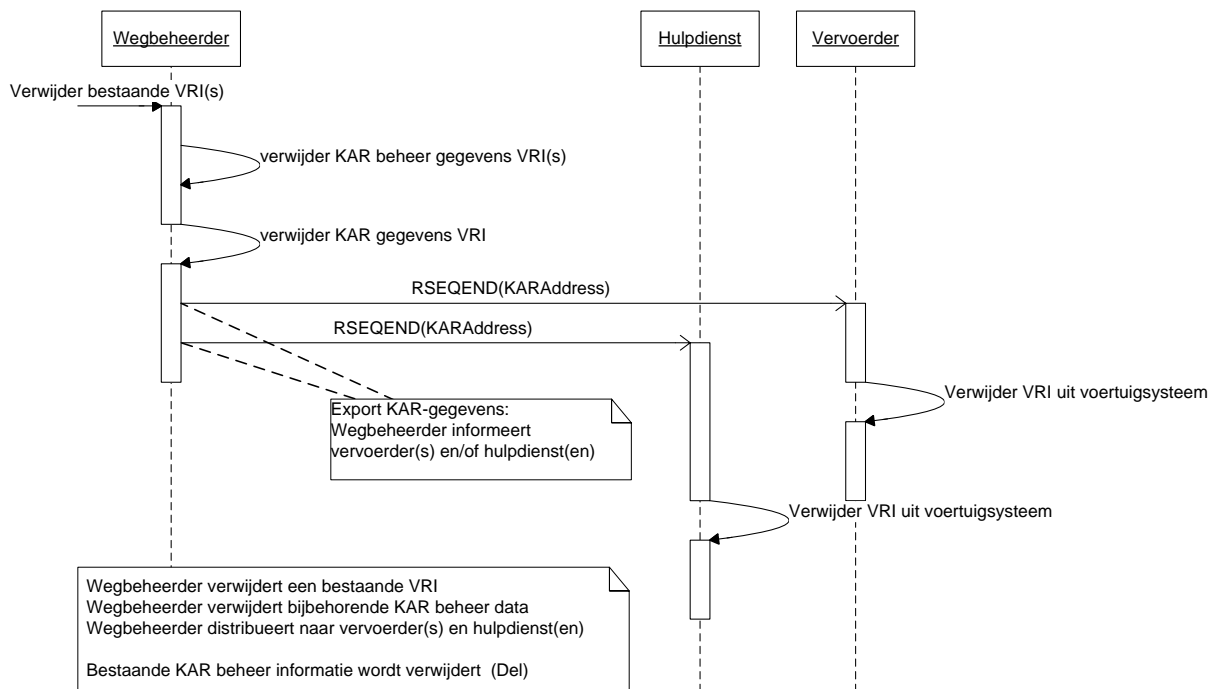 Wegbeheerder
Hulpdienst
Vervoerder
Verwijder bestaande VRI(s)
verwijder KAR beheer gegevens VRI(s)
verwijder KAR gegevens VRI
RSEQEND(KARAddress)
RSEQEND(KARAddress)
Verwijder VRI uit voertuigsysteem
Export KAR-gegevens:
Wegbeheerder informeert
vervoerder(s) en/of hulpdienst(en)
Verwijder VRI uit voertuigsysteem
Wegbeheerder verwijdert een bestaande VRI
Wegbeheerder verwijdert bijbehorende KAR beheer data
Wegbeheerder distribueert naar vervoerder(s) en hulpdienst(en)
Bestaande KAR beheer informatie wordt verwijdert (Del)